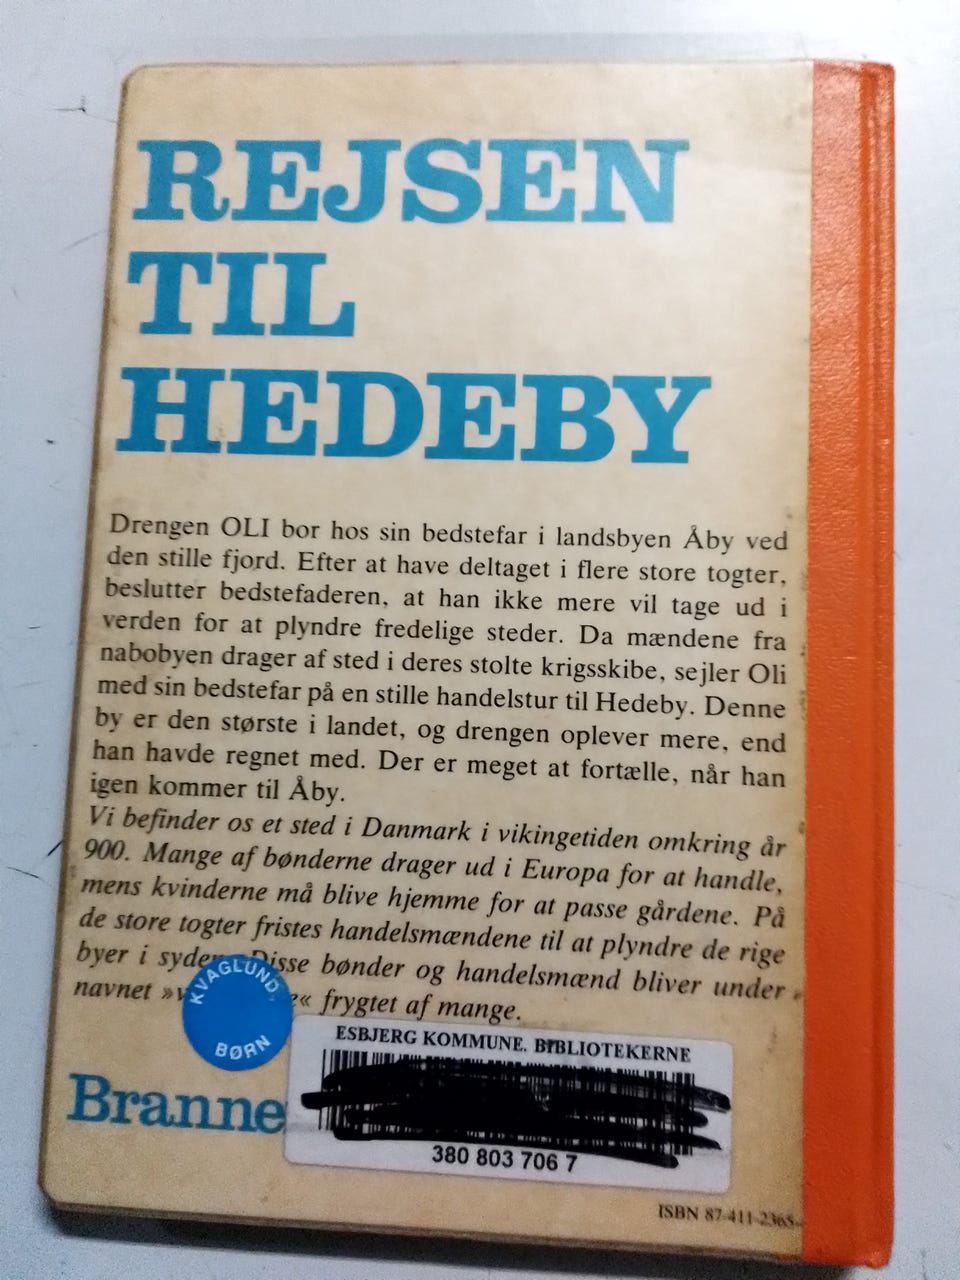 REJSEN
TIL
HEDEBY
Drengen OLI bor hos sin bedstefar i landsbyen Åby ved
den stille fjord. Efter at have deltaget i flere store togter,
beslutter bedstefaderen, at han ikke mere vil tage ud i
verden for at plyndre fredelige steder. Da mændene fra
nabobyen drager af sted i deres stolte krigsskibe, sejler Oli
med sin bedstefar på en stille handelstur til Hedeby. Denne
by er den største i landet, og drengen oplever mere, end
han havde regnet med. Der er meget at fortælle, når han
igen kommer til Åby.
Vi befinder os et sted i Danmark i vikingetiden omkring år
900. Mange af bønderne drager ud i Europa for at handle,
mens kvinderne må blive hjemme for at passe gårdene. På
de store togter fristes handelsmændene til at plyndre de rige
byer i syden. Disse bønder og handelsmænd bliver under
navnet frygtet af mange.
KVAGLUND,
BØRN
ESBJERG KOMMUNE. BIBLIOTEKERNE
380 803 706 7
Branne
ISBN 87-411-2365-